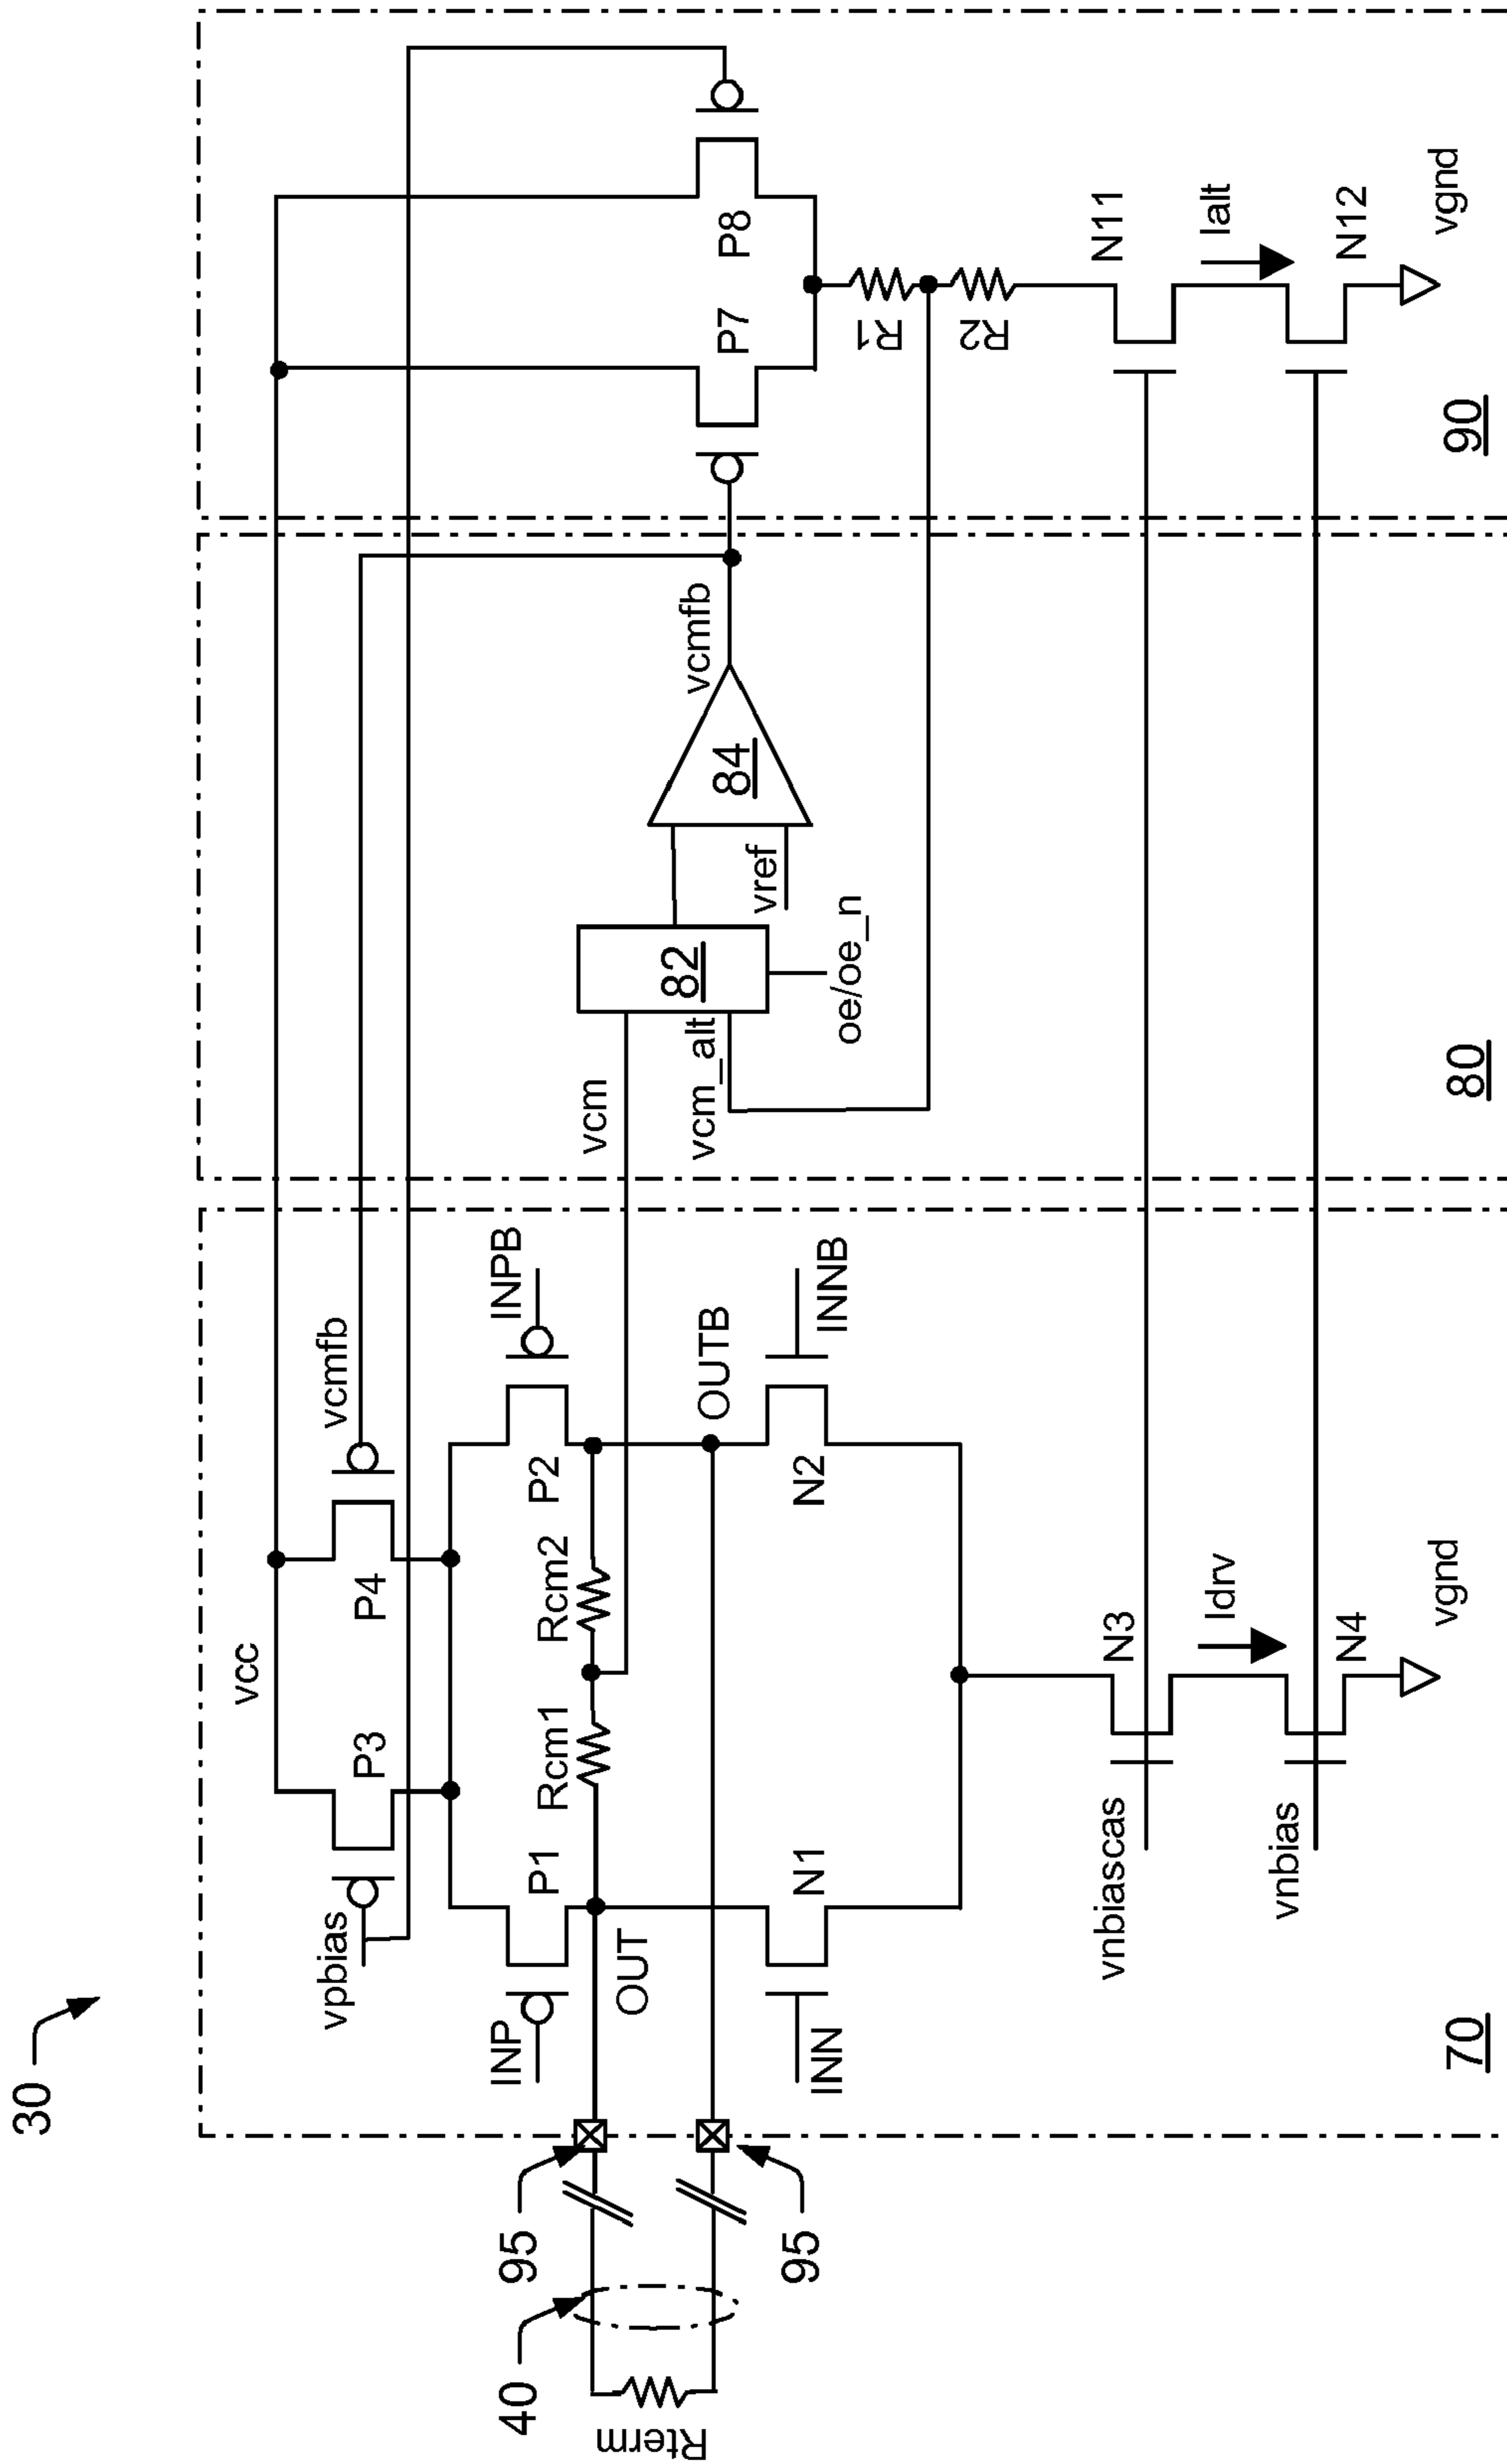 30
70
80
90
vcc
P3
P4
vpbias
vcmfb
INP
P1
P2
INPB
Rcm1
Rcm2
OUT
OUTB
INN
N1
N2
INNB
vnbiascas
N3
Idrv
vnbias
N4
vgnd
95
95
40
Rterm
vcm
vcm_alt
82
oe/oe_n
vref
84
vcmfb
P7
P8
R1
R2
N11
Ialt
N12
vgnd